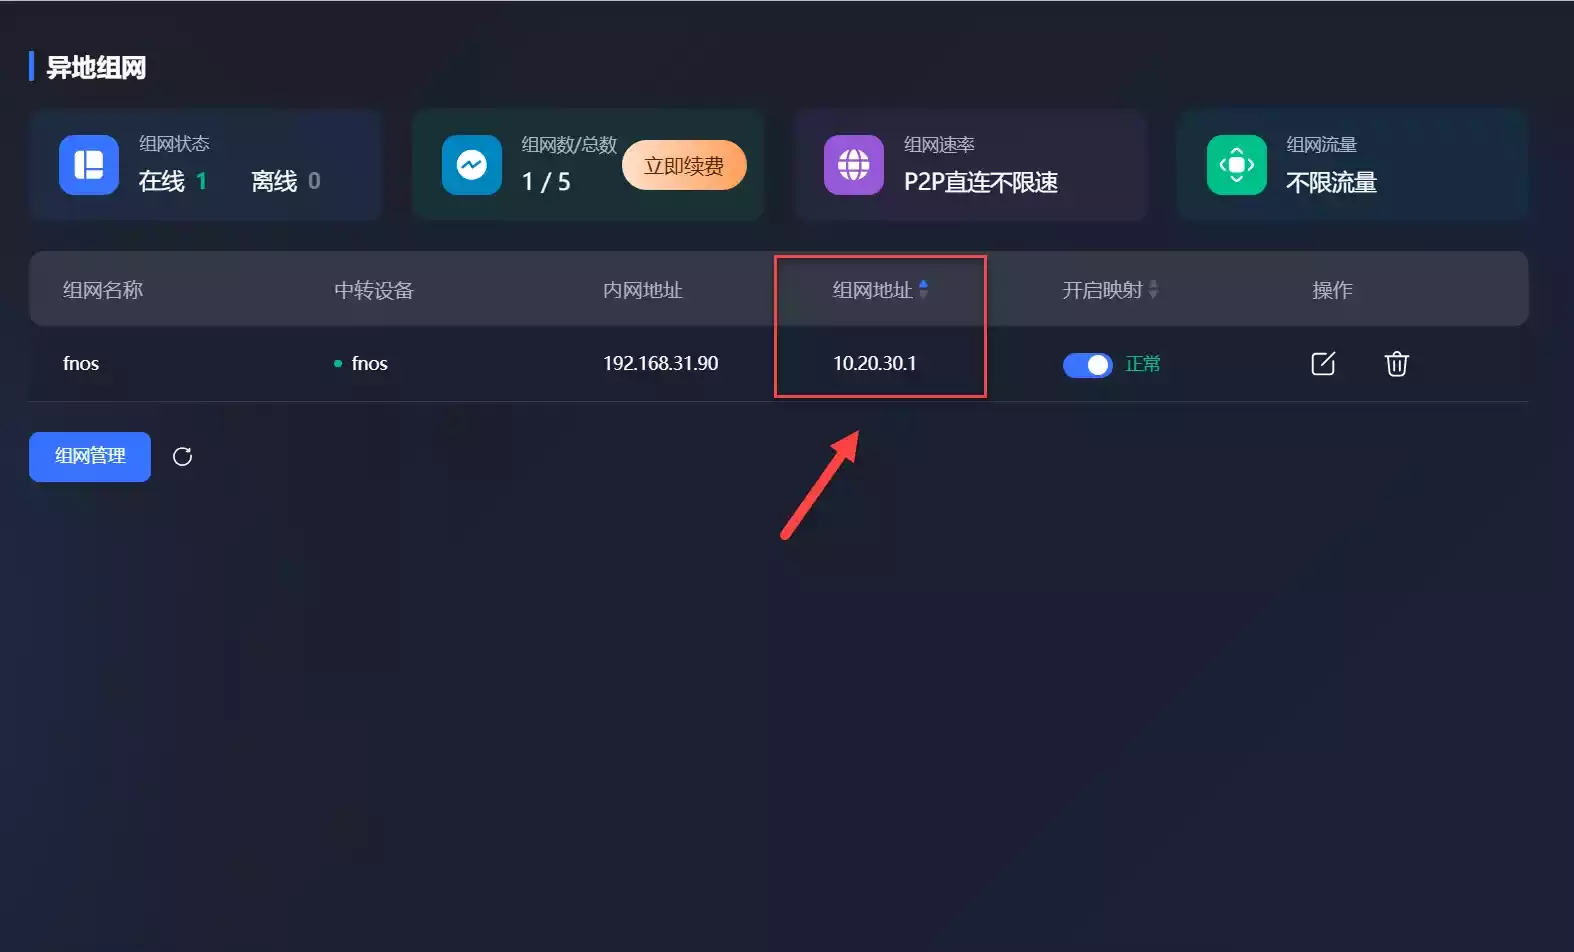 异地组网
组网状态
在线 1 离线 0
组网数/总数
1 / 5
立即续费
组网速率
P2P直连不限速
组网流量
不限流量
组网名称 中转设备 内网地址 组网地址 开启映射 操作
fnos fnos 192.168.31.90 10.20.30.1 正常
组网管理